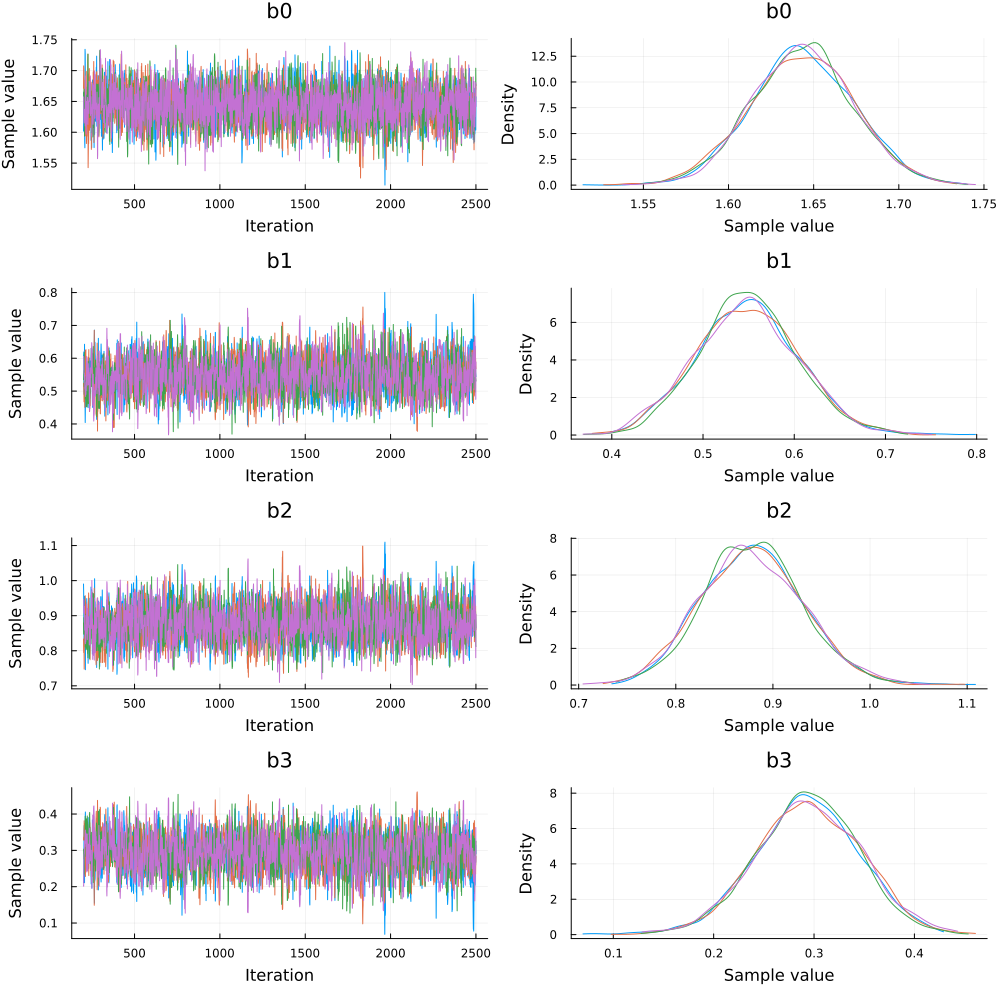 b0 b0
Sample value
1.75
1.70
1.65
1.60
1.55
500 1000 1500 2000 2500
Iteration
Density
12.5
10.0
7.5
5.0
2.5
0.0
1.55 1.60 1.65 1.70 1.75
Sample value
b1 b1
Sample value
0.8
0.7
0.6
0.5
0.4
500 1000 1500 2000 2500
Iteration
Density
6
4
2
0
0.4 0.5 0.6 0.7 0.8
Sample value
b2 b2
Sample value
1.1
1.0
0.9
0.8
0.7
500 1000 1500 2000 2500
Iteration
Density
8
6
4
2
0
0.7 0.8 0.9 1.0 1.1
Sample value
b3 b3
Sample value
0.4
0.3
0.2
0.1
500 1000 1500 2000 2500
Iteration
Density
8
6
4
2
0
0.1 0.2 0.3 0.4
Sample value